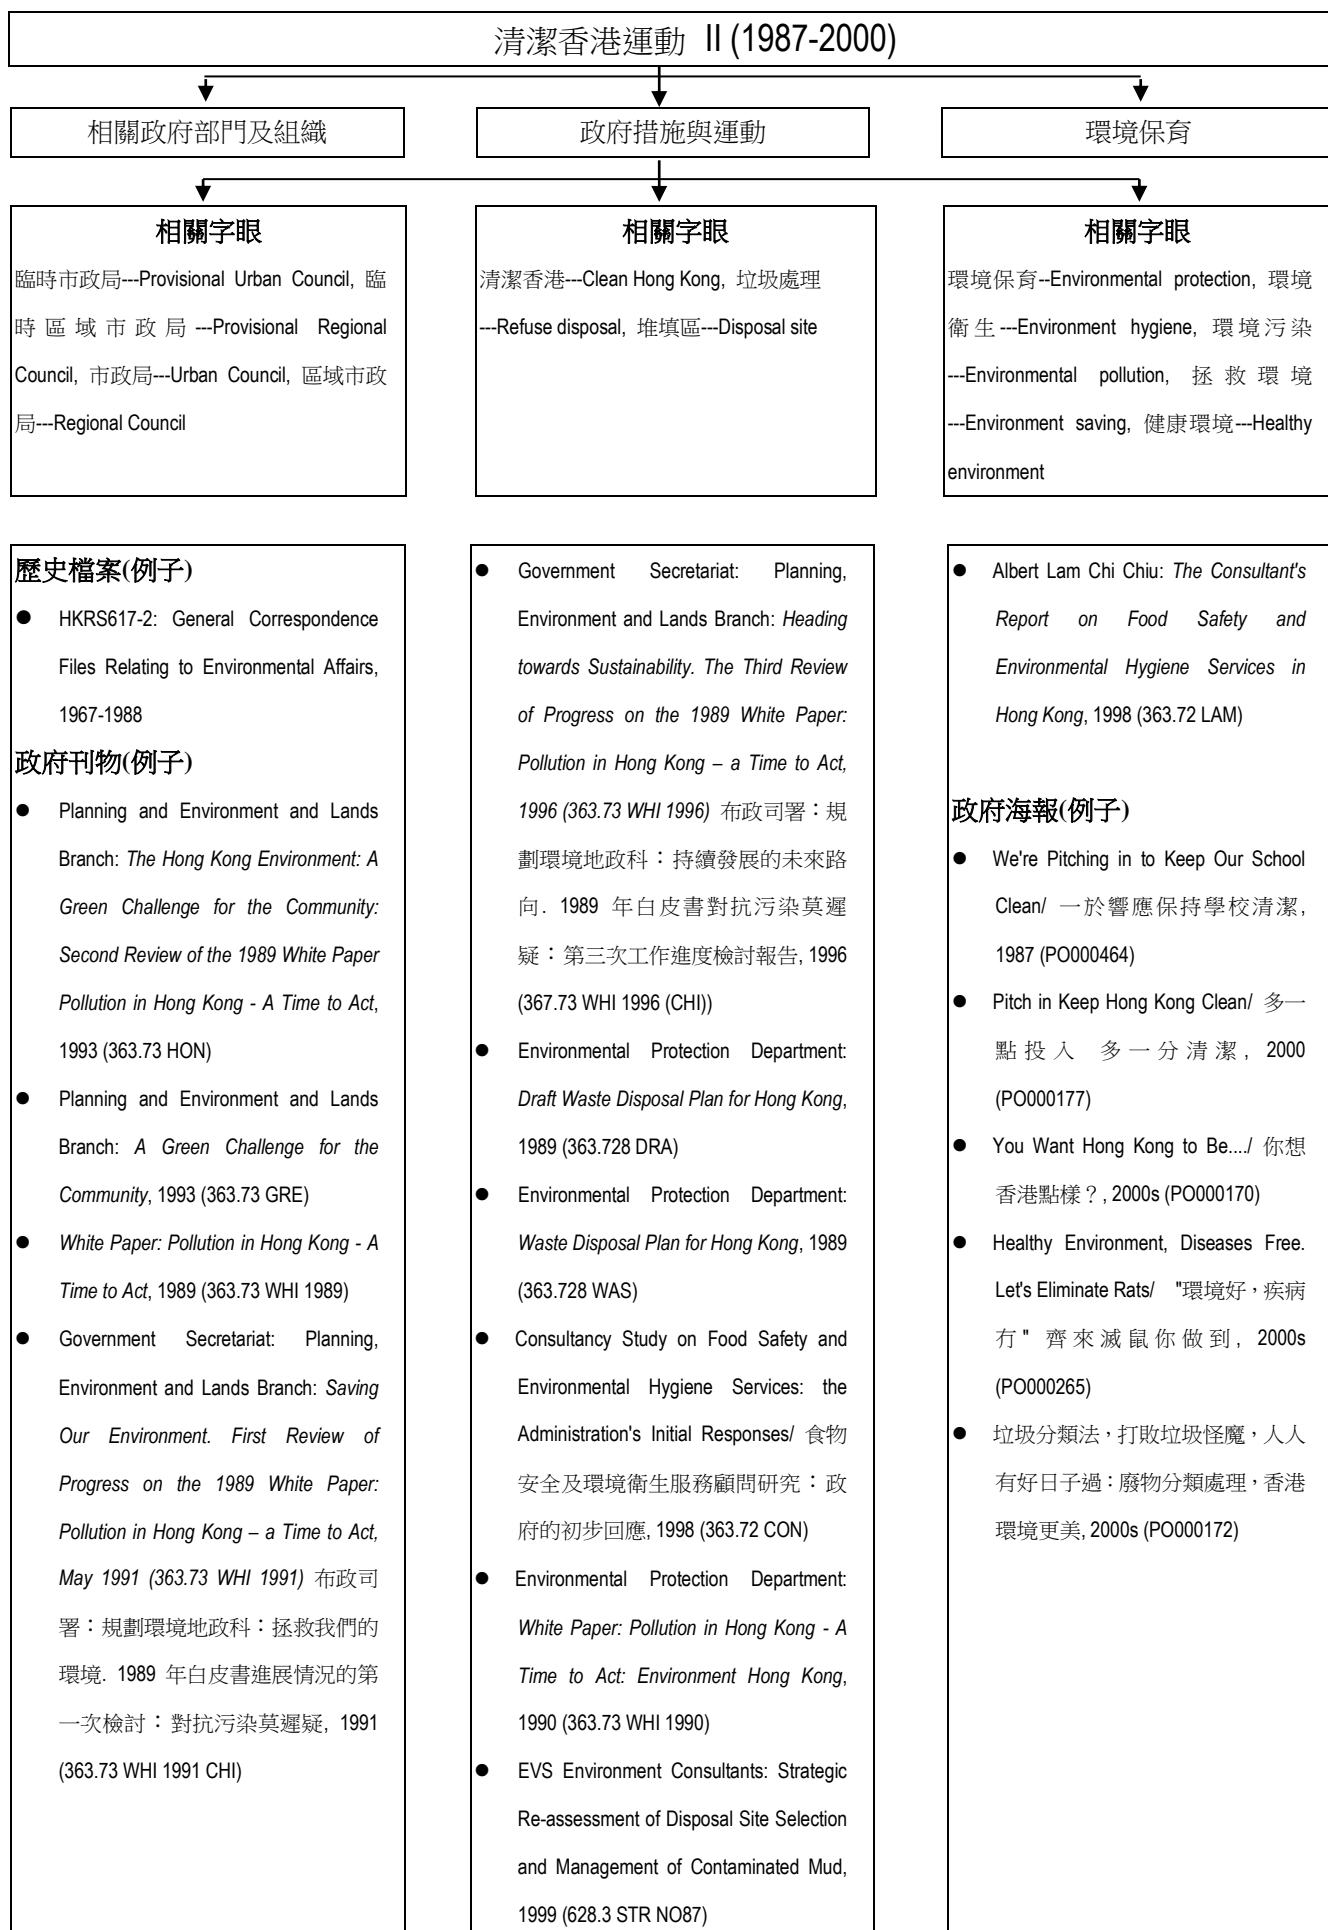 清潔香港運動 II (1987-2000)
相關政府部門及組織
政府措施與運動
環境保育
相關字眼
臨時市政局---Provisional Urban Council, 臨
時區域市政局---Provisional Regional
Council, 市政局---Urban Council, 區域市政
局---Regional Council
相關字眼
清潔香港---Clean Hong Kong, 垃圾處理
---Refuse disposal, 堆填區---Disposal site
相關字眼
環境保育--Environmental protection, 環境
衛生---Environment hygiene, 環境污染
---Environmental pollution, 拯救環境
---Environment saving, 健康環境---Healthy
environment
歷史檔案(例子)
● HKRS617-2: General Correspondence
Files Relating to Environmental Affairs,
1967-1988
政府刊物(例子)
● Planning and Environment and Lands
Branch: The Hong Kong Environment: A
Green Challenge for the Community:
Second Review of the 1989 White Paper
Pollution in Hong Kong - A Time to Act,
1993 (363.73 HON)
● Planning and Environment and Lands
Branch: A Green Challenge for the
Community, 1993 (363.73 GRE)
● White Paper: Pollution in Hong Kong - A
Time to Act, 1989 (363.73 WHI 1989)
● Government Secretariat: Planning,
Environment and Lands Branch: Saving
Our Environment. First Review of
Progress on the 1989 White Paper:
Pollution in Hong Kong – a Time to Act,
May 1991 (363.73 WHI 1991) 布政司
署：規劃環境地政科：拯救我們的
環境. 1989 年白皮書進展情況的第
一次檢討：對抗污染莫遲疑, 1991
(363.73 WHI 1991 CHI)
● Government Secretariat: Planning,
Environment and Lands Branch: Heading
towards Sustainability. The Third Review
of Progress on the 1989 White Paper:
Pollution in Hong Kong – a Time to Act,
1996 (363.73 WHI 1996) 布政司署：規
劃環境地政科：持續發展的未來路
向. 1989 年白皮書對抗污染莫遲
疑：第三次工作進度檢討報告, 1996
(367.73 WHI 1996 (CHI))
● Environmental Protection Department:
Draft Waste Disposal Plan for Hong Kong,
1989 (363.728 DRA)
● Environmental Protection Department:
Waste Disposal Plan for Hong Kong, 1989
(363.728 WAS)
● Consultancy Study on Food Safety and
Environmental Hygiene Services: the
Administration's Initial Responses/ 食物
安全及環境衛生服務顧問研究：政
府的初步回應, 1998 (363.72 CON)
● Environmental Protection Department:
White Paper: Pollution in Hong Kong - A
Time to Act: Environment Hong Kong,
1990 (363.73 WHI 1990)
● EVS Environment Consultants: Strategic
Re-assessment of Disposal Site Selection
and Management of Contaminated Mud,
1999 (628.3 STR NO87)
● Albert Lam Chi Chiu: The Consultant's
Report on Food Safety and
Environmental Hygiene Services in
Hong Kong, 1998 (363.72 LAM)
政府海報(例子)
● We're Pitching in to Keep Our School
Clean/ 一於響應保持學校清潔,
1987 (PO000464)
● Pitch in Keep Hong Kong Clean/ 多一
點投入 多一分清潔, 2000
(PO000177)
● You Want Hong Kong to Be..../ 你想
香港點樣？, 2000s (PO000170)
● Healthy Environment, Diseases Free.
Let's Eliminate Rats/ "環境好，疾病
冇" 齊來滅鼠你做到, 2000s
(PO000265)
● 垃圾分類法，打敗垃圾怪魔，人人
有好日子過：廢物分類處理，香港
環境更美, 2000s (PO000172)